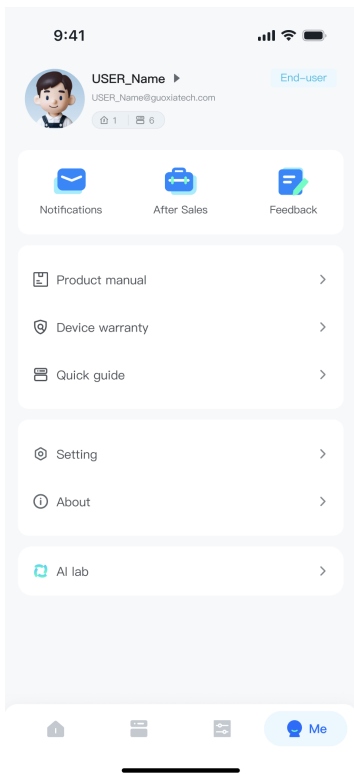 9:41
USER_Name
End-user
USER_Name@guoxiatech.com
1 6
Notifications After Sales Feedback
Product manual
Device warranty
Quick guide
Setting
About
AI lab
Me